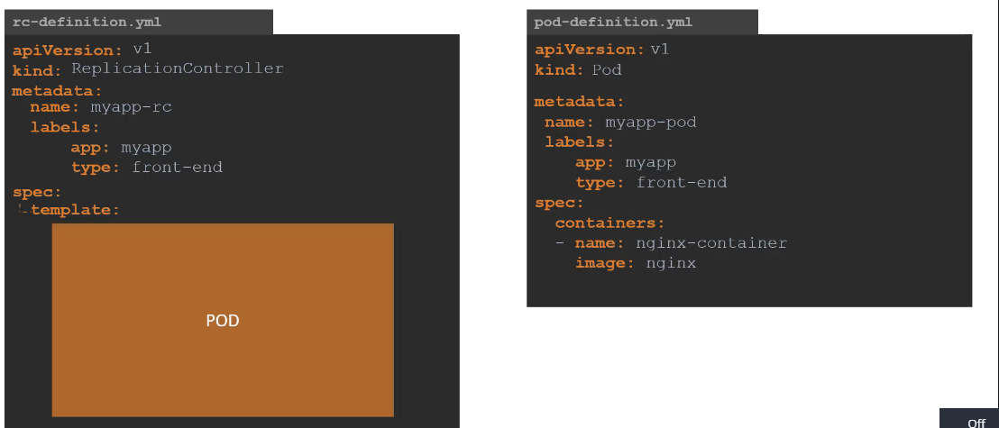 rc-definition.yml
apiVersion: v1
kind: ReplicationController
metadata:
name: myapp-rc
labels:
app: myapp
type: front-end
spec:
template:
POD
pod-definition.yml
apiVersion: v1
kind: Pod
metadata:
name: myapp-pod
labels:
app: myapp
type: front-end
spec:
containers:
- name: nginx-container
image: nginx
Off